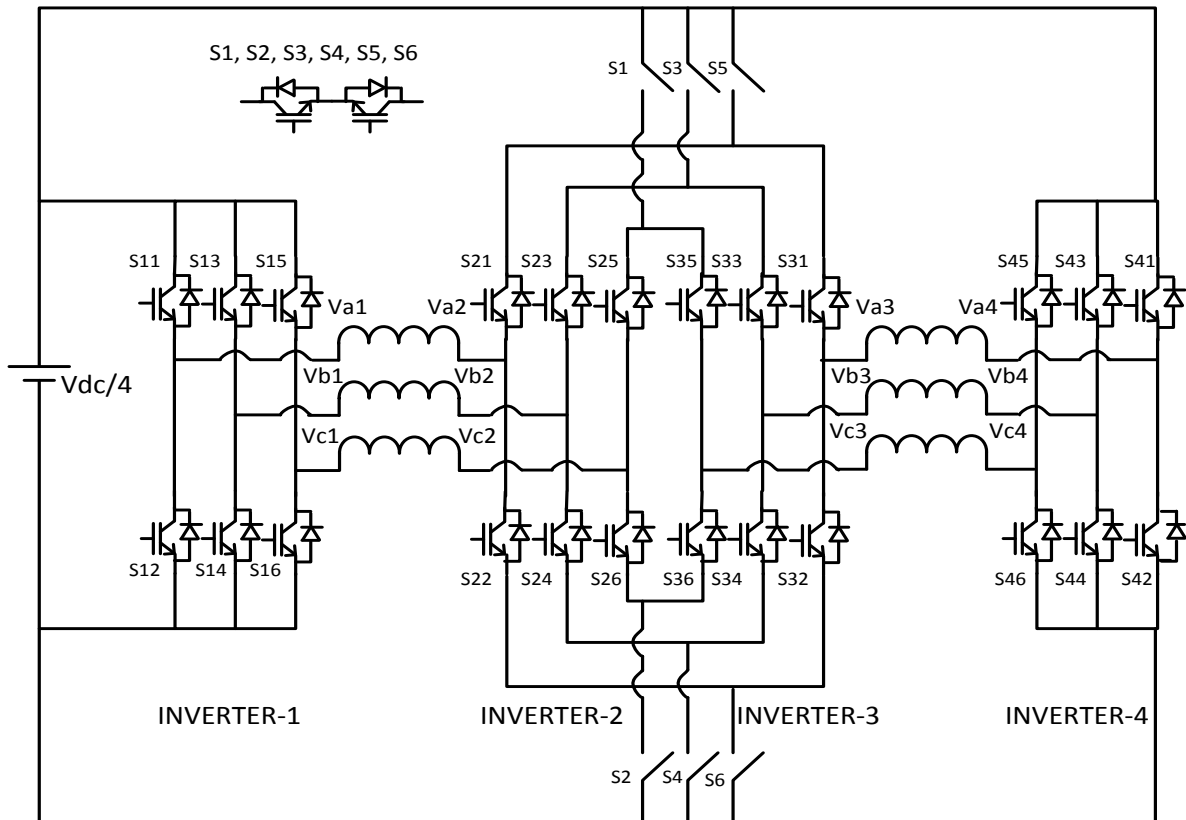 S1, S2, S3, S4, S5, S6
S1 S3 S5
S11 S13 S15 S21 S23 S25 S35 S33 S31 S45 S43 S41
Va1 Va2 Va3 Va4
Vb1 Vb2 Vb3 Vb4
Vdc/4
Vc1 Vc2 Vc3 Vc4
S12 S14 S16 S22 S24 S26 S36 S34 S32 S46 S44 S42
INVERTER-1 INVERTER-2 INVERTER-3 INVERTER-4
S2 S4 S6